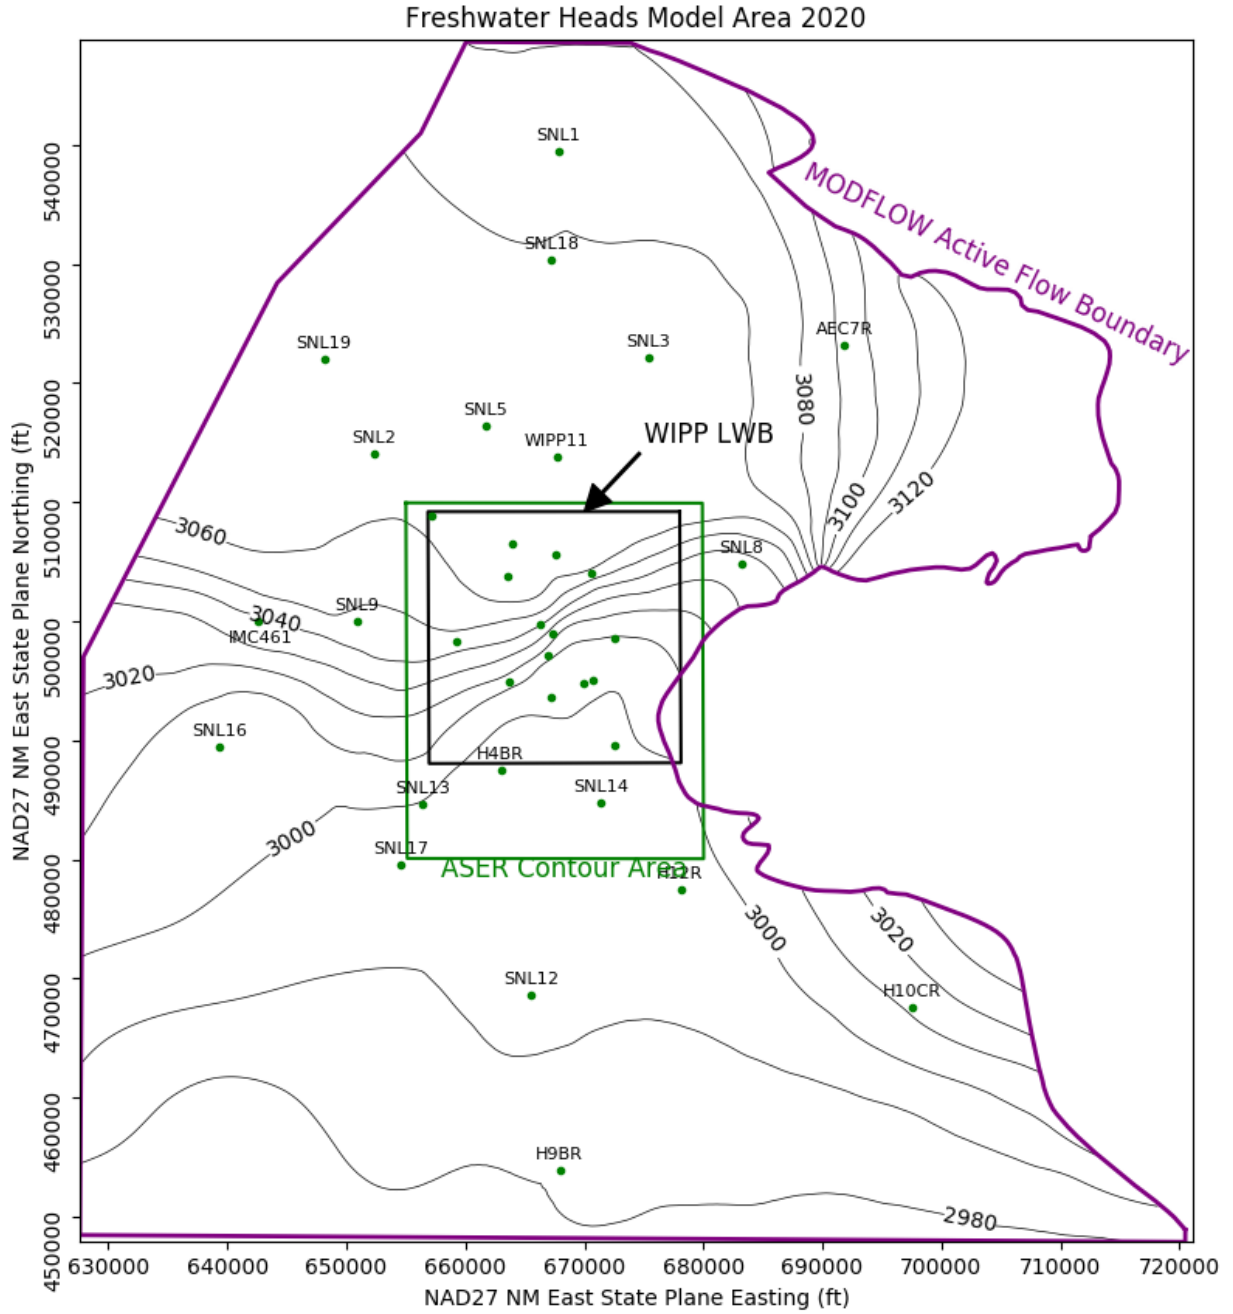 Freshwater Heads Model Area 2020
SNL1
MODFLOW Active Flow Boundary
SNL18
SNL19
SNL3
AEC7R
3080
SNL5
SNL2
WIPP11
WIPP LWB
3100
3120
3060
SNL8
SNL9
3040
IMC461
3020
SNL16
H4BR
SNL13
SNL14
3000
SNL17
ASER Contour Area
H12R
3000
3020
SNL12
H10CR
H9BR
2980
540000
530000
520000
510000
500000
490000
480000
470000
460000
450000
NAD27 NM East State Plane Northing (ft)
630000 640000 650000 660000 670000 680000 690000 700000 710000 720000
NAD27 NM East State Plane Easting (ft)